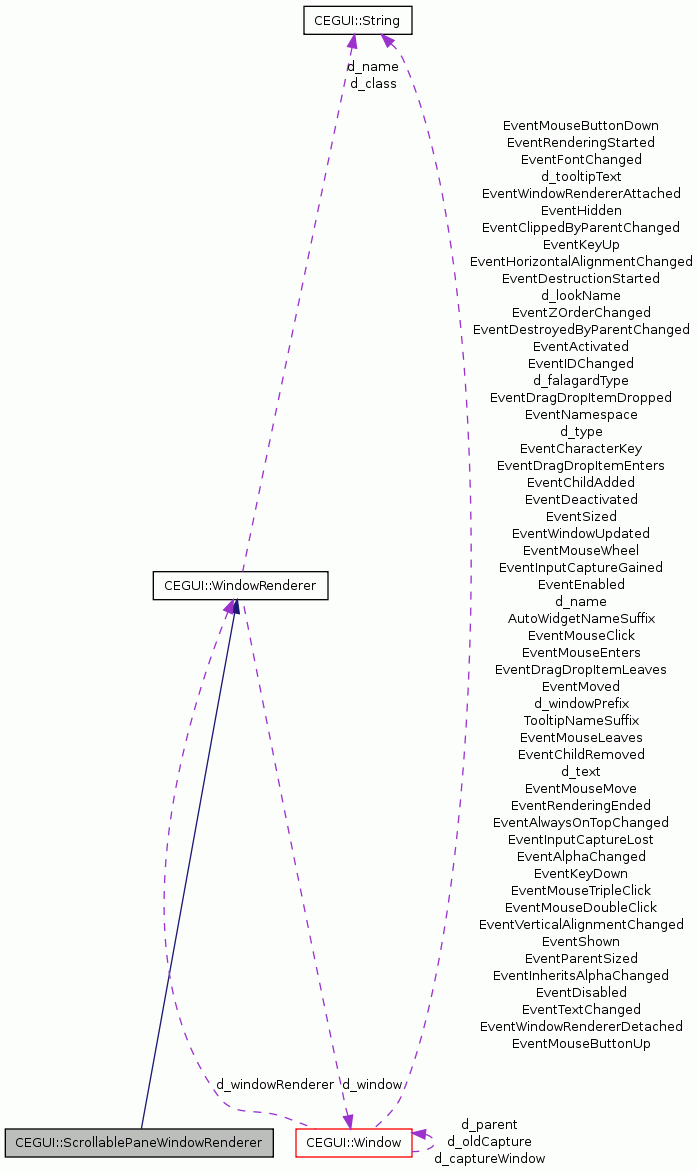 CEGUI::String
d_name
d_class
EventMouseButtonDown
EventRenderingStarted
EventFontChanged
d_tooltipText
EventWindowRendererAttached
EventHidden
EventClippedByParentChanged
EventKeyUp
EventHorizontalAlignmentChanged
EventDestructionStarted
d_lookName
EventZOrderChanged
EventDestroyedByParentChanged
EventActivated
EventIDChanged
d_falagardType
EventDragDropItemDropped
EventNamespace
d_type
EventCharacterKey
EventDragDropItemEnters
EventChildAdded
EventDeactivated
EventSized
EventWindowUpdated
EventMouseWheel
EventInputCaptureGained
EventEnabled
d_name
AutoWidgetNameSuffix
EventMouseClick
EventMouseEnters
EventDragDropItemLeaves
EventMoved
d_windowPrefix
TooltipNameSuffix
EventMouseLeaves
EventChildRemoved
d_text
EventMouseMove
EventRenderingEnded
EventAlwaysOnTopChanged
EventInputCaptureLost
EventAlphaChanged
EventKeyDown
EventMouseTripleClick
EventMouseDoubleClick
EventVerticalAlignmentChanged
EventShown
EventParentSized
EventInheritsAlphaChanged
EventDisabled
EventTextChanged
EventWindowRendererDetached
EventMouseButtonUp
CEGUI::WindowRenderer
d_windowRenderer
d_window
CEGUI::ScrollablePaneWindowRenderer
CEGUI::Window
d_parent
d_oldCapture
d_captureWindow